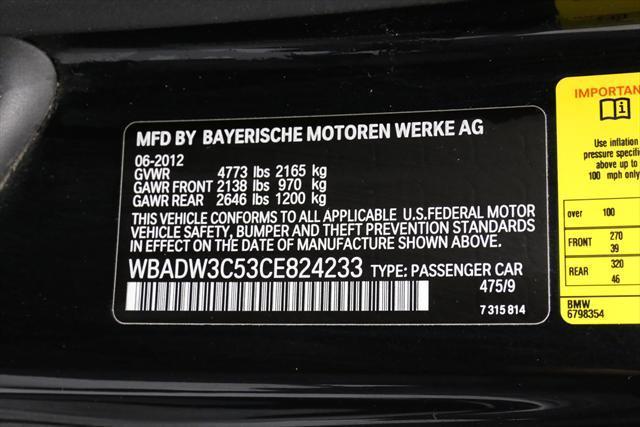 MFD BY BAYERISCHE MOTOREN WERKE AG
06-2012
GVWR 4773 lbs 2165 kg
GAWR FRONT 2138 lbs 970 kg
GAWR REAR 2646 lbs 1200 kg
THIS VEHICLE CONFORMS TO ALL APPLICABLE U.S.FEDERAL MOTOR
VEHICLE SAFETY, BUMPER AND THEFT PREVENTION STANDARDS
IN EFFECT ON THE DATE OF MANUFACTURE SHOWN ABOVE.
WBADW3C53CE824233 TYPE: PASSENGER CAR
475/9
7 315 814
IMPORTAN
Use inflation
pressure specifie
above up to
100 mph only
over 100
FRONT 270
39
REAR 320
46
BMW
6798354